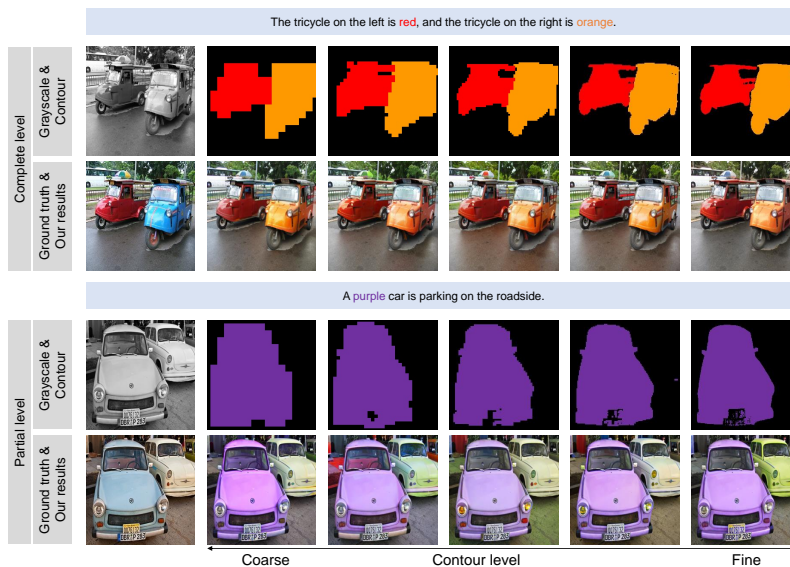 The tricycle on the left is red, and the tricycle on the right is orange.
Complete level
Grayscale &
Contour
Ground truth &
Our results
A purple car is parking on the roadside.
Partial level
Grayscale &
Contour
Ground truth &
Our results
Coarse
Contour level
Fine